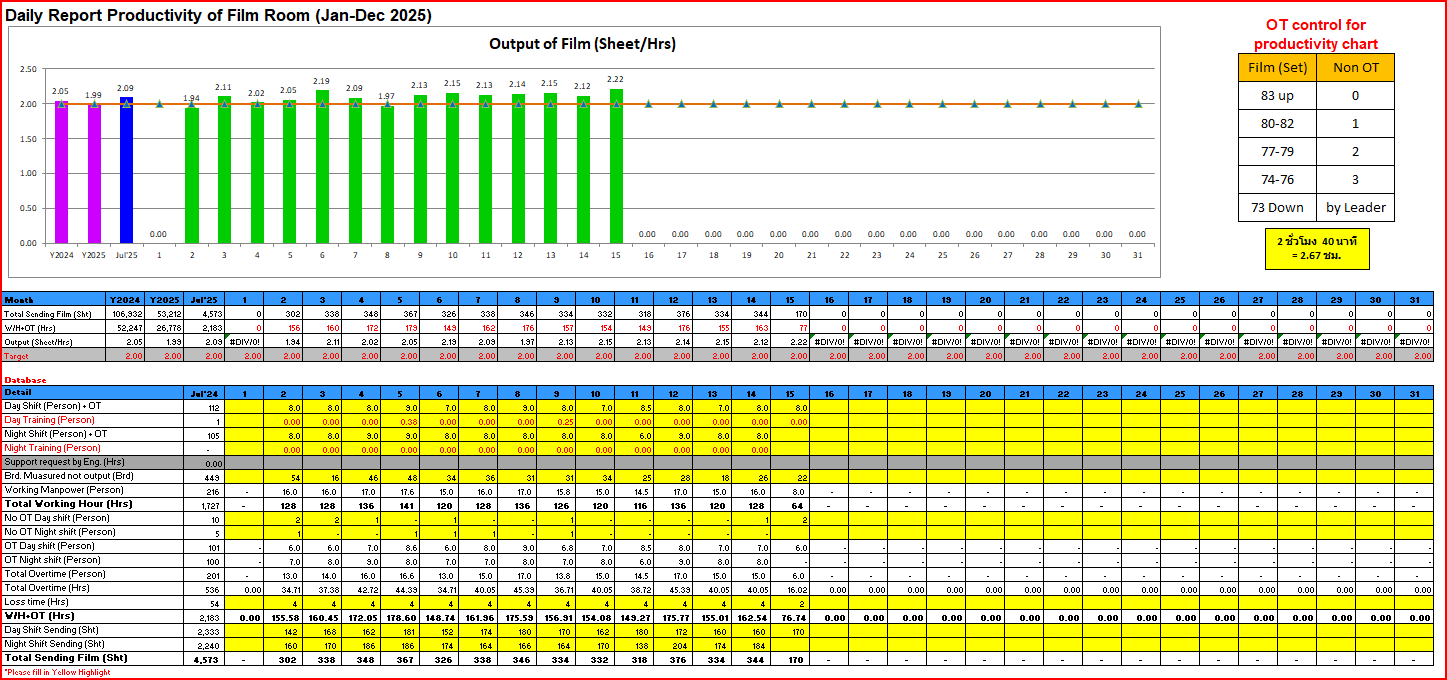 Daily Report Productivity of Film Room (Jan-Dec 2025)
Output of Film (Sheet/Hrs)
2.50
2.00
1.50
1.00
0.50
0.00
2.05 1.99 2.09 0.00 1.94 2.11 2.02 2.05 2.19 2.09 1.97 2.13 2.15 2.13 2.14 2.15 2.12 2.22 0.00 0.00 0.00 0.00 0.00 0.00 0.00 0.00 0.00 0.00 0.00 0.00 0.00 0.00 0.00 0.00
Y2024 Y2025 Jul'25 1 2 3 4 5 6 7 8 9 10 11 12 13 14 15 16 17 18 19 20 21 22 23 24 25 26 27 28 29 30 31
OT control for
productivity chart
Film (Set) Non OT
83 up 0
80-82 1
77-79 2
74-76 3
73 Down by Leader
2 ชั่วโมง 40 นาที
= 2.67 ชม.
Month Y2024 Y2025 Jul'25 1 2 3 4 5 6 7 8 9 10 11 12 13 14 15 16 17 18 19 20 21 22 23 24 25 26 27 28 29 30 31
Total Sending Film (Sht) 106,932 53,212 4,573 0 302 338 348 367 326 338 346 334 332 318 376 334 344 170 0 0 0 0 0 0 0 0 0 0 0 0 0 0 0 0
W/H+OT (Hrs) 52,247 26,778 2,183 0 156 160 172 179 149 162 176 157 154 149 176 155 163 77 0 0 0 0 0 0 0 0 0 0 0 0 0 0 0 0
Output (Sheet/Hrs) 2.05 1.99 2.09 #DIV/0! 1.94 2.11 2.02 2.05 2.19 2.09 1.97 2.13 2.15 2.13 2.14 2.15 2.12 2.22 #DIV/0! #DIV/0! #DIV/0! #DIV/0! #DIV/0! #DIV/0! #DIV/0! #DIV/0! #DIV/0! #DIV/0! #DIV/0! #DIV/0! #DIV/0! #DIV/0! #DIV/0! #DIV/0!
Target 2.00 2.00 2.00 2.00 2.00 2.00 2.00 2.00 2.00 2.00 2.00 2.00 2.00 2.00 2.00 2.00 2.00 2.00 2.00 2.00 2.00 2.00 2.00 2.00 2.00 2.00 2.00 2.00 2.00 2.00 2.00 2.00 2.00 2.00
Database
Detail Jul'24 1 2 3 4 5 6 7 8 9 10 11 12 13 14 15 16 17 18 19 20 21 22 23 24 25 26 27 28 29 30 31
Day Shift (Person) + OT 112 8.0 8.0 8.0 9.0 7.0 8.0 9.0 8.0 7.0 8.5 8.0 7.0 8.0 8.0
Day Training (Person) 1 0.00 0.00 0.00 0.38 0.00 0.00 0.00 0.25 0.00 0.00 0.00 0.00 0.00 0.00
Night Shift (Person) + OT 105 8.0 8.0 9.0 9.0 8.0 8.0 8.0 8.0 8.0 6.0 9.0 8.0 8.0
Night Training (Person) - 0.00 0.00 0.00 0.00 0.00 0.00 0.00 0.00 0.00 0.00 0.00 0.00 0.00
Support request by Eng. (Hrs) 0.00
Brd. Muasured not output (Brd) 449 54 16 46 48 34 36 31 31 34 25 28 18 26 22
Working Manpower (Person) 216 - 16.0 16.0 17.0 17.6 15.0 16.0 17.0 15.8 15.0 14.5 17.0 15.0 16.0 8.0 - - - - - - - - - - - - - - - -
Total Working Hour (Hrs) 1,727 - 128 128 136 141 120 128 136 126 120 116 136 120 128 64 - - - - - - - - - - - - - - - -
No OT Day shift (Person) 10 2 2 1 - 1 - - 1 - - - - 1 2
No OT Night shift (Person) 5 1 - - - 1 1 - 1 - - - - -
OT Day shift (Person) 101 - 6.0 6.0 7.0 8.6 6.0 8.0 9.0 6.8 7.0 8.5 8.0 7.0 7.0 6.0 - - - - - - - - - - - - - - - -
OT Night shift (Person) 100 - 7.0 8.0 9.0 8.0 7.0 7.0 8.0 7.0 8.0 6.0 9.0 8.0 8.0 - - - - - - - - - - - - - - - - -
Total Overtime (Person) 201 - 13.0 14.0 16.0 16.6 13.0 15.0 17.0 13.8 15.0 14.5 17.0 15.0 15.0 6.0 - - - - - - - - - - - - - - - -
Total Overtime (Hrs) 536 0.00 34.71 37.38 42.72 44.39 34.71 40.05 45.39 36.71 40.05 38.72 45.39 40.05 40.05 16.02 0.00 0.00 0.00 0.00 0.00 0.00 0.00 0.00 0.00 0.00 0.00 0.00 0.00 0.00 0.00 0.00
Loss time (Hrs) 54 4 4 4 4 4 4 4 4 4 4 4 4 4 2
W/H+OT (Hrs) 2,183 0.00 155.58 160.45 172.05 178.60 148.74 161.96 175.59 156.91 154.08 149.27 175.77 155.01 162.54 76.74 0.00 0.00 0.00 0.00 0.00 0.00 0.00 0.00 0.00 0.00 0.00 0.00 0.00 0.00 0.00 0.00
Day Shift Sending (Sht) 2,333 142 168 162 181 152 174 180 170 162 180 172 160 160 170
Night Shift Sending (Sht) 2,240 160 170 186 186 174 164 166 164 170 138 204 174 184
Total Sending Film (Sht) 4,573 - 302 338 348 367 326 338 346 334 332 318 376 334 344 170 - - - - - - - - - - - - - - - -
*Please fill in Yellow Highlight